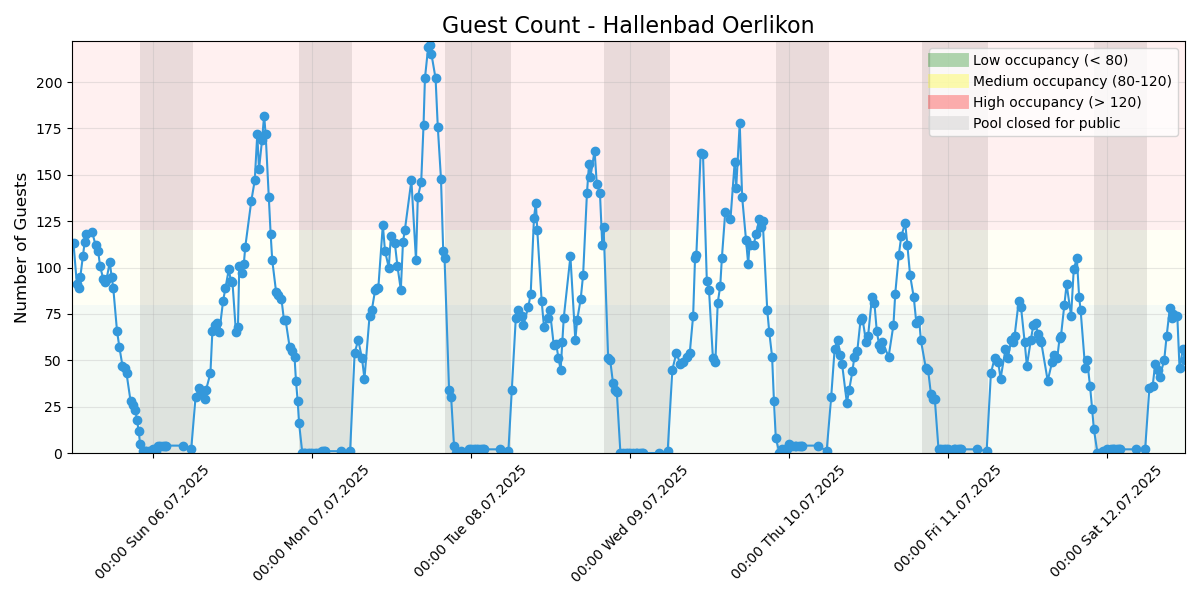 Guest Count - Hallenbad Oerlikon
Number of Guests
200
175
150
125
100
75
50
25
0
Low occupancy (< 80)
Medium occupancy (80-120)
High occupancy (> 120)
Pool closed for public
00:00 Sun 06.07.2025
00:00 Mon 07.07.2025
00:00 Tue 08.07.2025
00:00 Wed 09.07.2025
00:00 Thu 10.07.2025
00:00 Fri 11.07.2025
00:00 Sat 12.07.2025